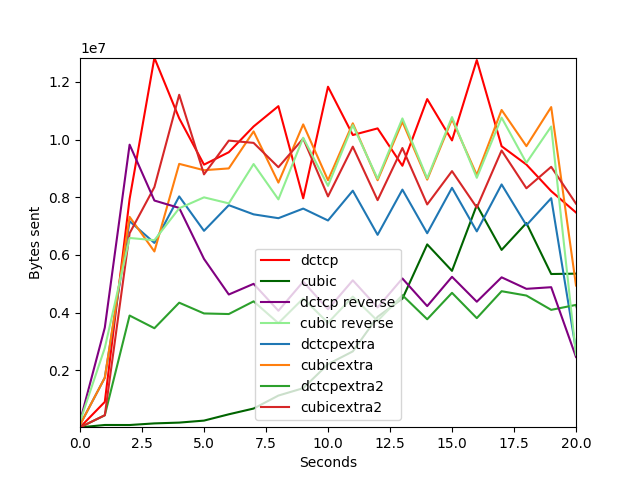 1e7
1.2
1.0
0.8
0.6
0.4
0.2
Bytes sent
dctcp
cubic
dctcp reverse
cubic reverse
dctcpextra
cubicextra
dctcpextra2
cubicextra2
0.0 2.5 5.0 7.5 10.0 12.5 15.0 17.5 20.0
Seconds